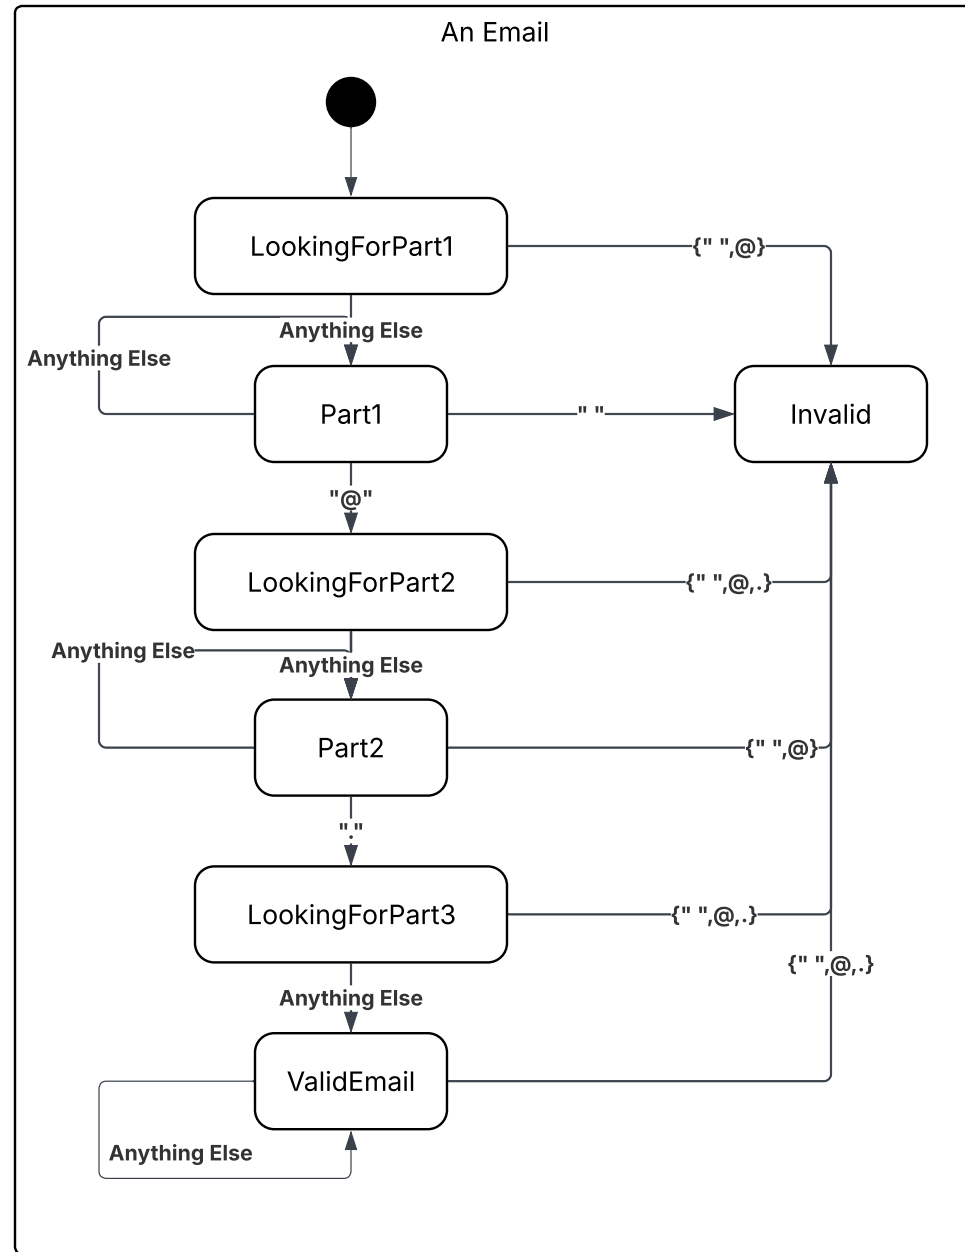 An Email
LookingForPart1
{" ",@}
Anything Else
Anything Else
Part1
" "
Invalid
"@"
LookingForPart2
{" ",@,.}
Anything Else
Anything Else
Part2
{" ",@}
"."
LookingForPart3
{" ",@,.}
{" ",@,.}
Anything Else
ValidEmail
Anything Else